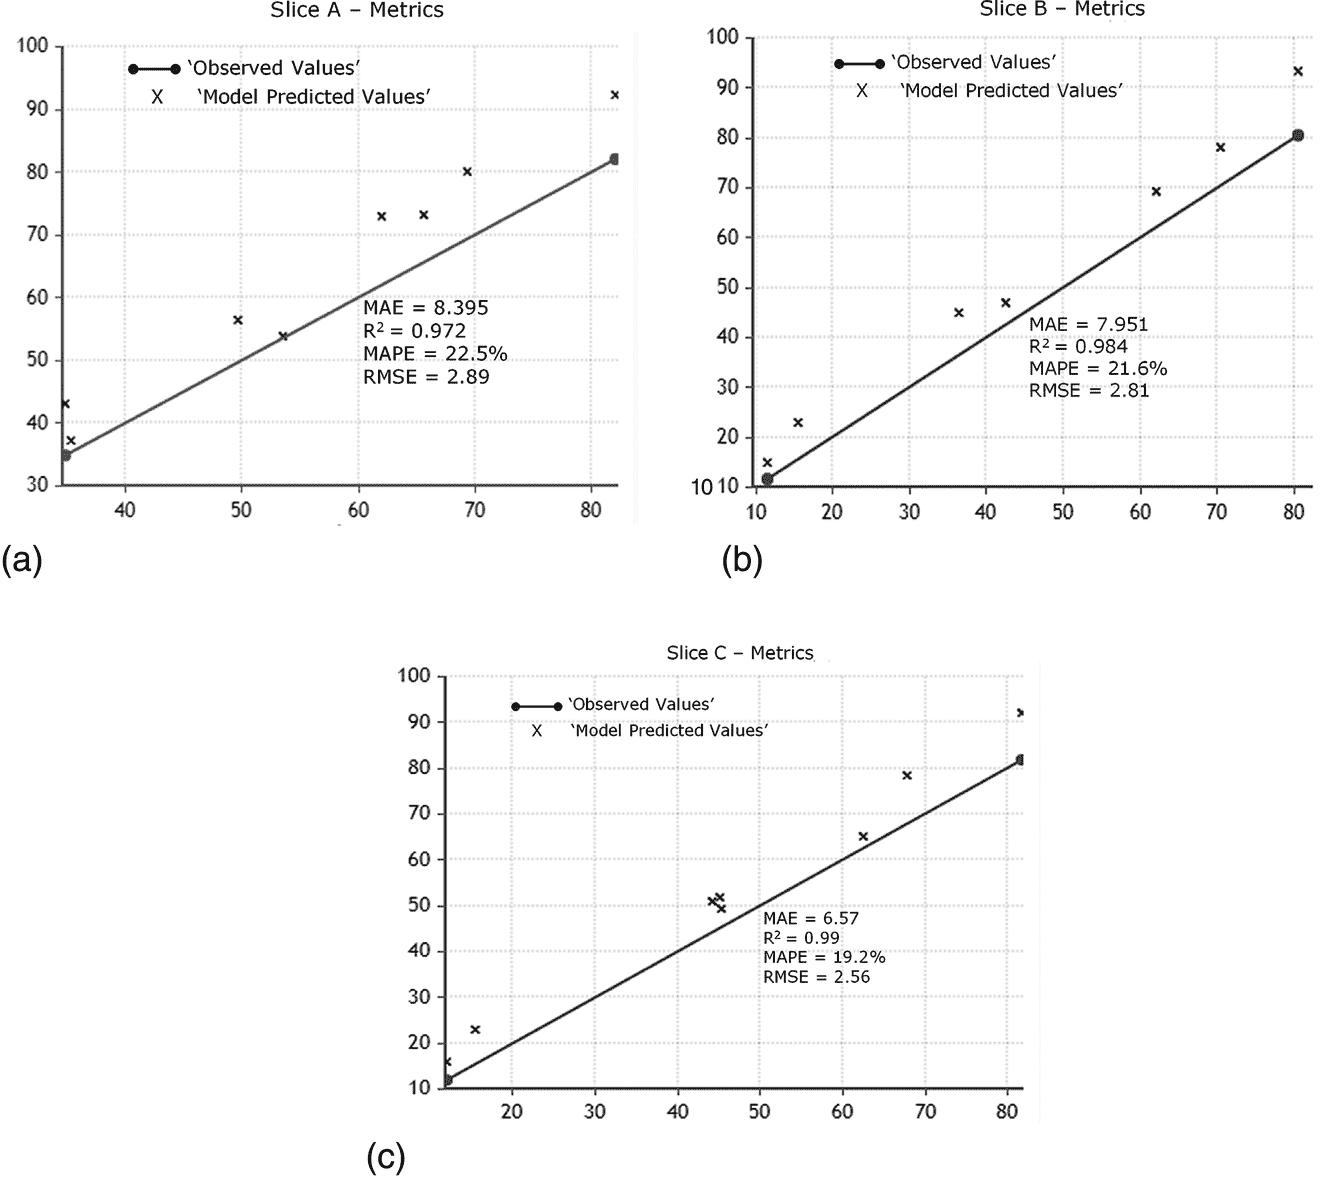 Slice A – Metrics
100
90
80
70
60
50
40
30
‘Observed Values’
X ‘Model Predicted Values’
MAE = 8.395
R² = 0.972
MAPE = 22.5%
RMSE = 2.89
40 50 60 70 80
(a)
Slice B – Metrics
100
90
80
70
60
50
40
30
20
10 10
‘Observed Values’
X ‘Model Predicted Values’
MAE = 7.951
R² = 0.984
MAPE = 21.6%
RMSE = 2.81
10 20 30 40 50 60 70 80
(b)
Slice C – Metrics
100
90
80
70
60
50
40
30
20
10
‘Observed Values’
X ‘Model Predicted Values’
MAE = 6.57
R² = 0.99
MAPE = 19.2%
RMSE = 2.56
20 30 40 50 60 70 80
(c)